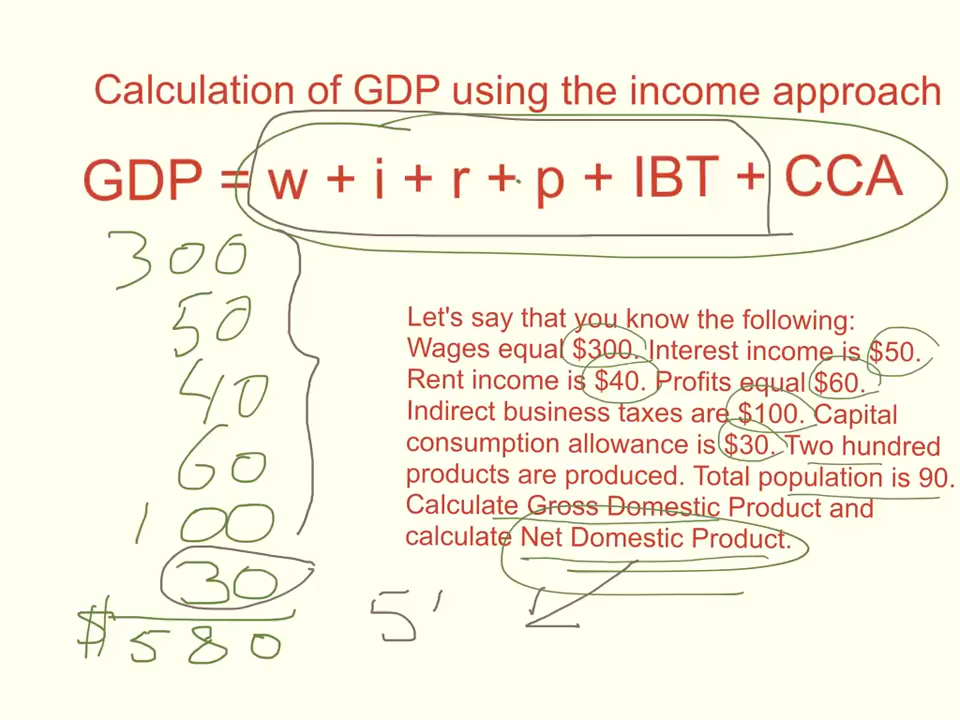 Calculation of GDP using the income approach
GDP = w + i + r + p + IBT + CCA
300
50
40
60
100
30
$580
Let's say that you know the following:
Wages equal $300. Interest income is $50.
Rent income is $40. Profits equal $60.
Indirect business taxes are $100. Capital
consumption allowance is $30. Two hundred
products are produced. Total population is 90.
Calculate Gross Domestic Product and
calculate Net Domestic Product.
5